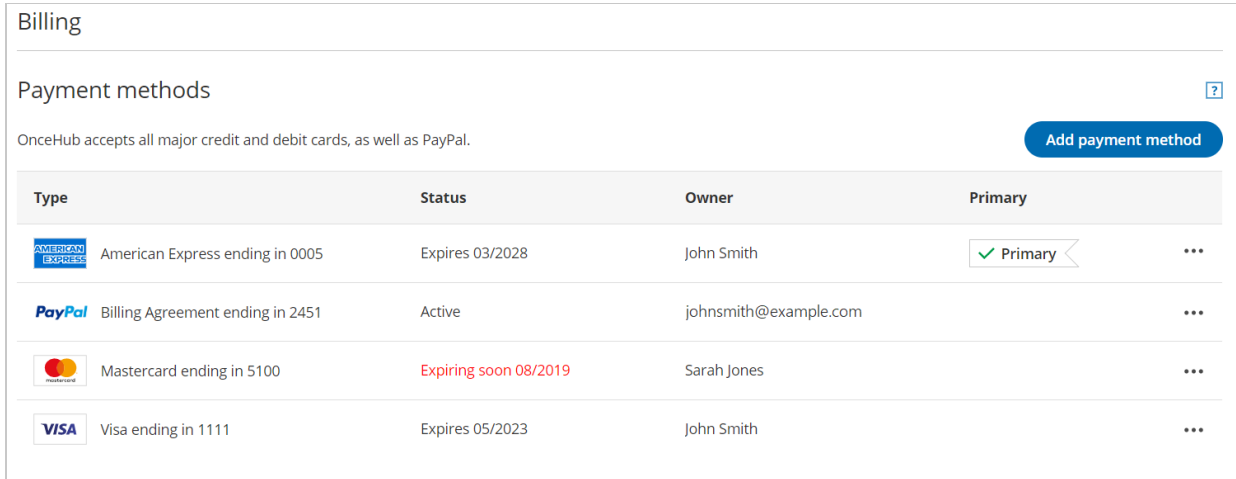 Billing
Payment methods
?
OnceHub accepts all major credit and debit cards, as well as PayPal.
Add payment method
Type Status Owner Primary
AMERICAN EXPRESS American Express ending in 0005 Expires 03/2028 John Smith Primary
PayPal Billing Agreement ending in 2451 Active johnsmith@example.com
mastercard Mastercard ending in 5100 Expiring soon 08/2019 Sarah Jones
VISA Visa ending in 1111 Expires 05/2023 John Smith